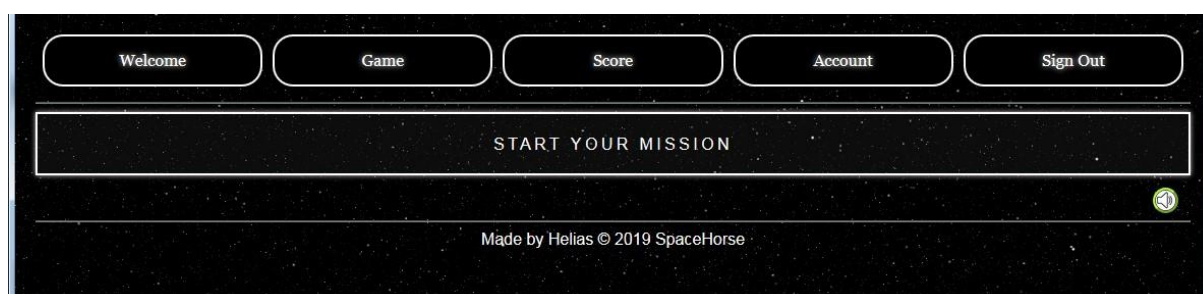 Welcome Game Score Account Sign Out
START YOUR MISSION
Made by Helias © 2019 SpaceHorse